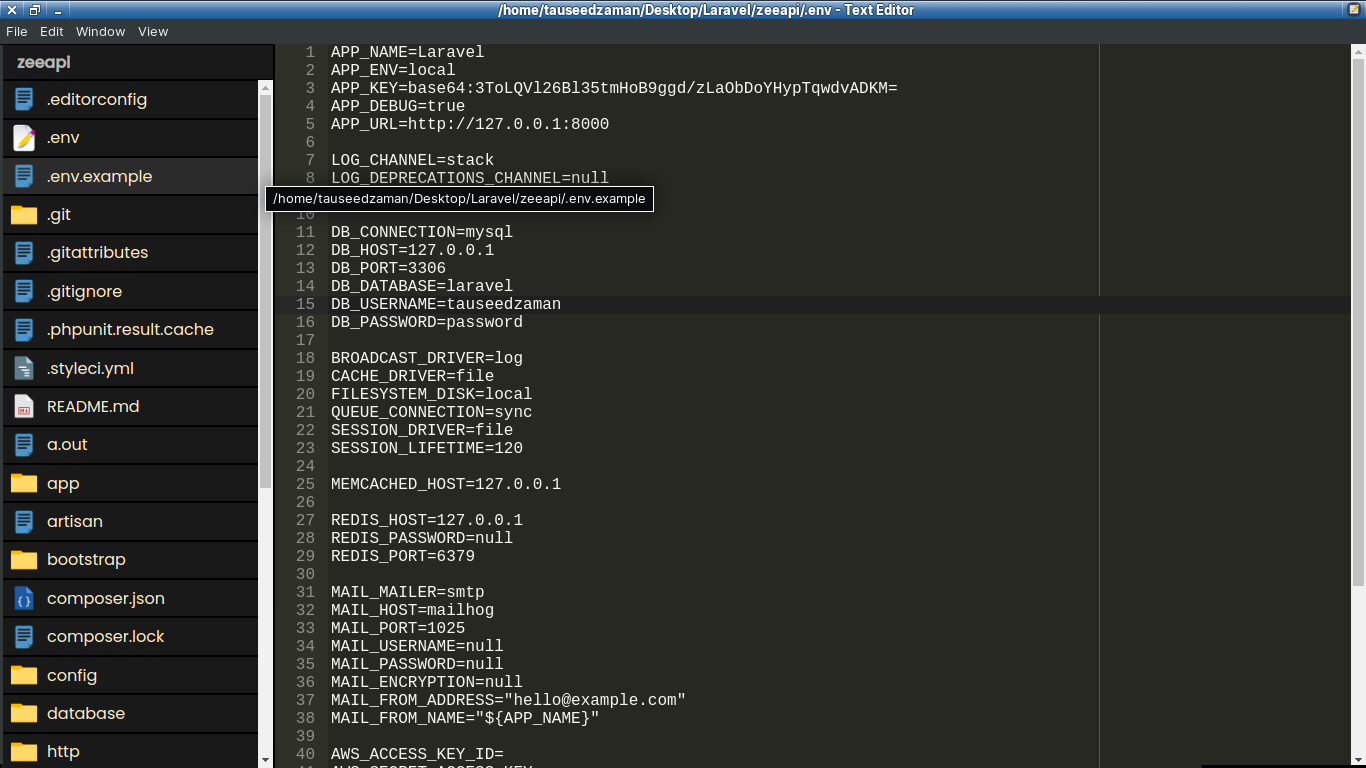 /home/tauseedzaman/Desktop/Laravel/zeeapi/.env - Text Editor
File Edit Window View
zeeapi
.editorconfig
.env
.env.example
.git
.gitattributes
.gitignore
.phpunit.result.cache
.styleci.yml
README.md
a.out
app
artisan
bootstrap
composer.json
composer.lock
config
database
http
/home/tauseedzaman/Desktop/Laravel/zeeapi/.env.example
1 APP_NAME=Laravel
2 APP_ENV=local
3 APP_KEY=base64:3ToLQVl26Bl35tmHoB9ggd/zLaObDoYHypTqwdvADKM=
4 APP_DEBUG=true
5 APP_URL=http://127.0.0.1:8000
6
7 LOG_CHANNEL=stack
8 LOG_DEPRECATIONS_CHANNEL=null
10
11 DB_CONNECTION=mysql
12 DB_HOST=127.0.0.1
13 DB_PORT=3306
14 DB_DATABASE=laravel
15 DB_USERNAME=tauseedzaman
16 DB_PASSWORD=password
17
18 BROADCAST_DRIVER=log
19 CACHE_DRIVER=file
20 FILESYSTEM_DISK=local
21 QUEUE_CONNECTION=sync
22 SESSION_DRIVER=file
23 SESSION_LIFETIME=120
24
25 MEMCACHED_HOST=127.0.0.1
26
27 REDIS_HOST=127.0.0.1
28 REDIS_PASSWORD=null
29 REDIS_PORT=6379
30
31 MAIL_MAILER=smtp
32 MAIL_HOST=mailhog
33 MAIL_PORT=1025
34 MAIL_USERNAME=null
35 MAIL_PASSWORD=null
36 MAIL_ENCRYPTION=null
37 MAIL_FROM_ADDRESS="hello@example.com"
38 MAIL_FROM_NAME="${APP_NAME}"
39
40 AWS_ACCESS_KEY_ID=